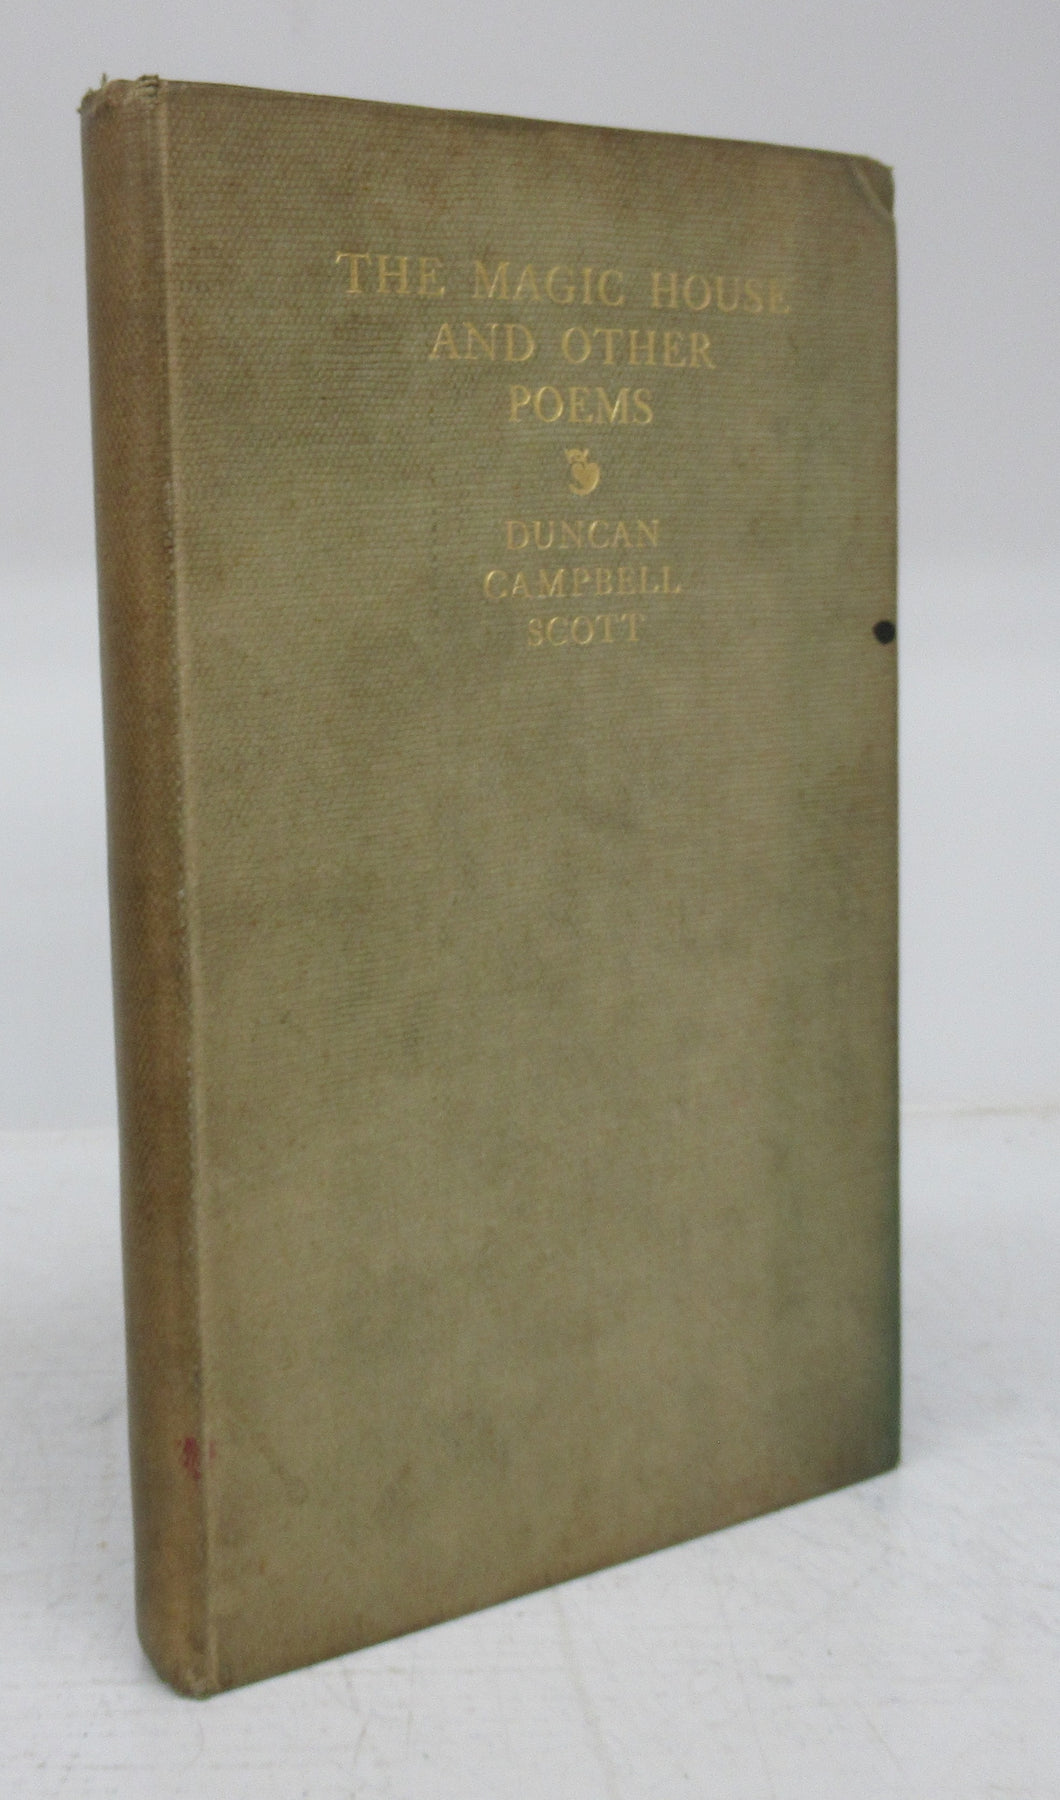 THE MAGIC HOUSE
AND OTHER
POEMS
DUNCAN
CAMPBELL
SCOTT